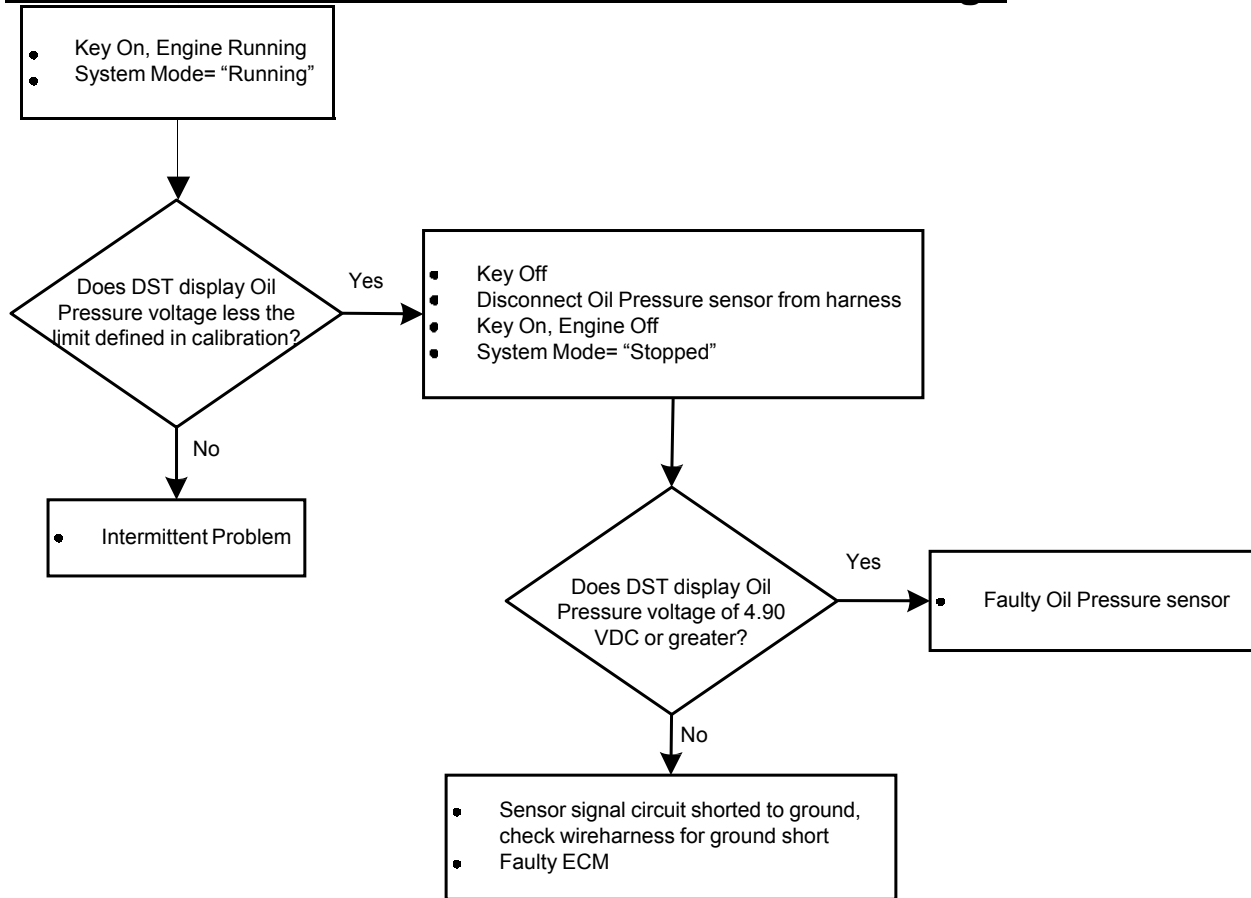 Key On, Engine Running
System Mode= “Running”
Does DST display Oil
Pressure voltage less the
limit defined in calibration?
Yes
Key Off
Disconnect Oil Pressure sensor from harness
Key On, Engine Off
System Mode= “Stopped”
No
Intermittent Problem
Does DST display Oil
Pressure voltage of 4.90
VDC or greater?
Yes
Faulty Oil Pressure sensor
No
Sensor signal circuit shorted to ground,
check wireharness for ground short
Faulty ECM